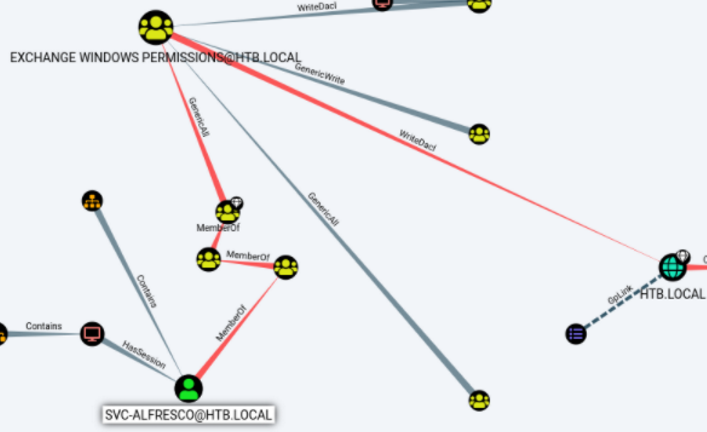 WriteDacl
EXCHANGE WINDOWS PERMISSIONS@HTB.LOCAL
GenericWrite
GenericAll
WriteDacl
GenericAll
MemberOf
MemberOf
Contains
GpLink
HTB.LOCAL
MemberOf
Contains
HasSession
SVC-ALFRESCO@HTB.LOCAL